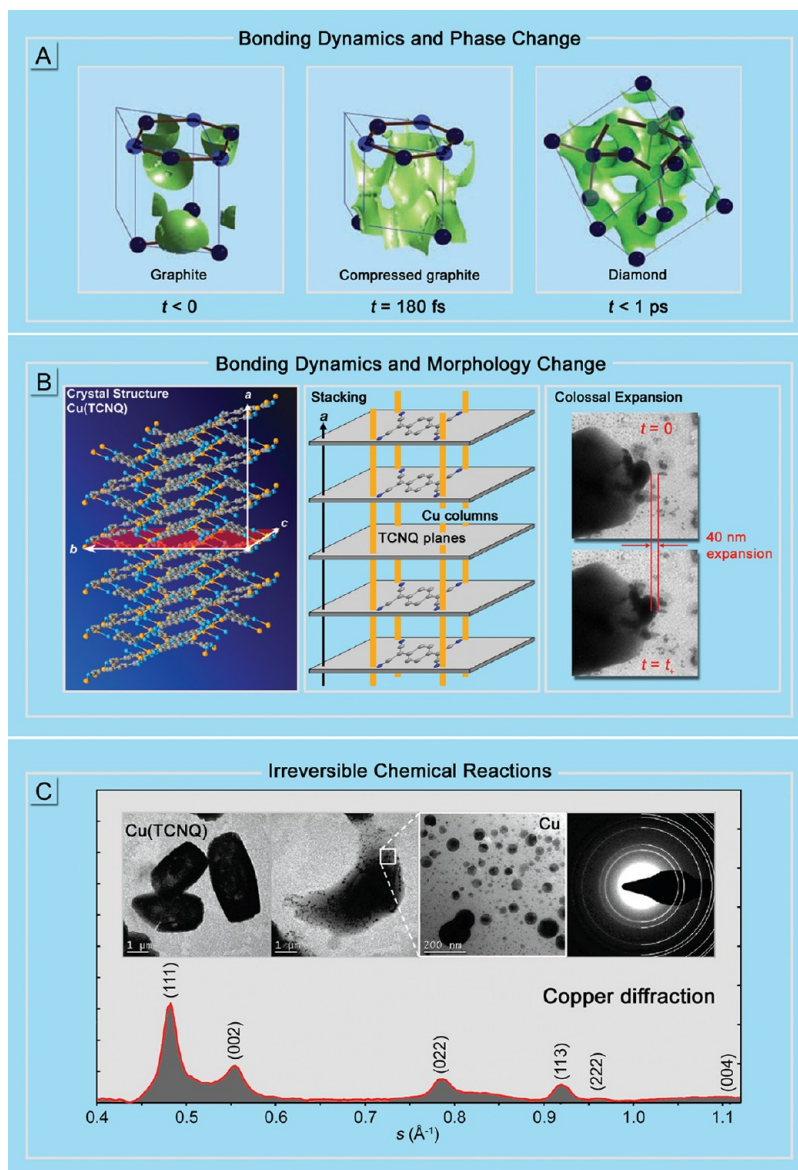 A
Bonding Dynamics and Phase Change
Graphite
Compressed graphite
Diamond
t < 0
t = 180 fs
t < 1 ps
B
Bonding Dynamics and Morphology Change
Crystal Structure
Cu(TCNQ)
a
b
c
Stacking
a
Cu columns
TCNQ planes
Colossal Expansion
t = 0
40 nm
expansion
t = t+
C
Irreversible Chemical Reactions
Cu(TCNQ)
1 µm
1 µm
Cu
200 nm
Copper diffraction
(111)
(002)
(022)
(113)
(222)
(004)
0.4 0.5 0.6 0.7 0.8 0.9 1.0 1.1
s (Å⁻¹)